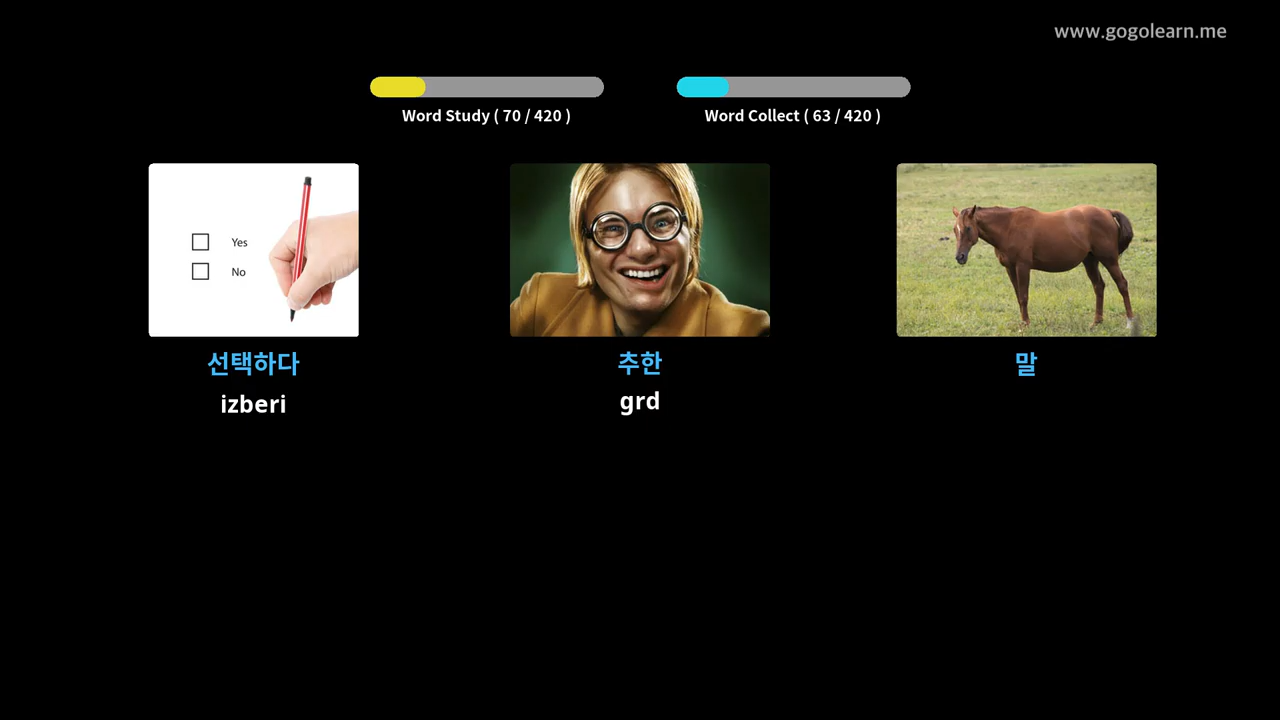 www.gogolearn.me
Word Study ( 70 / 420 )
Word Collect ( 63 / 420 )
Yes
No
선택하다
추한
말
izberi
grd